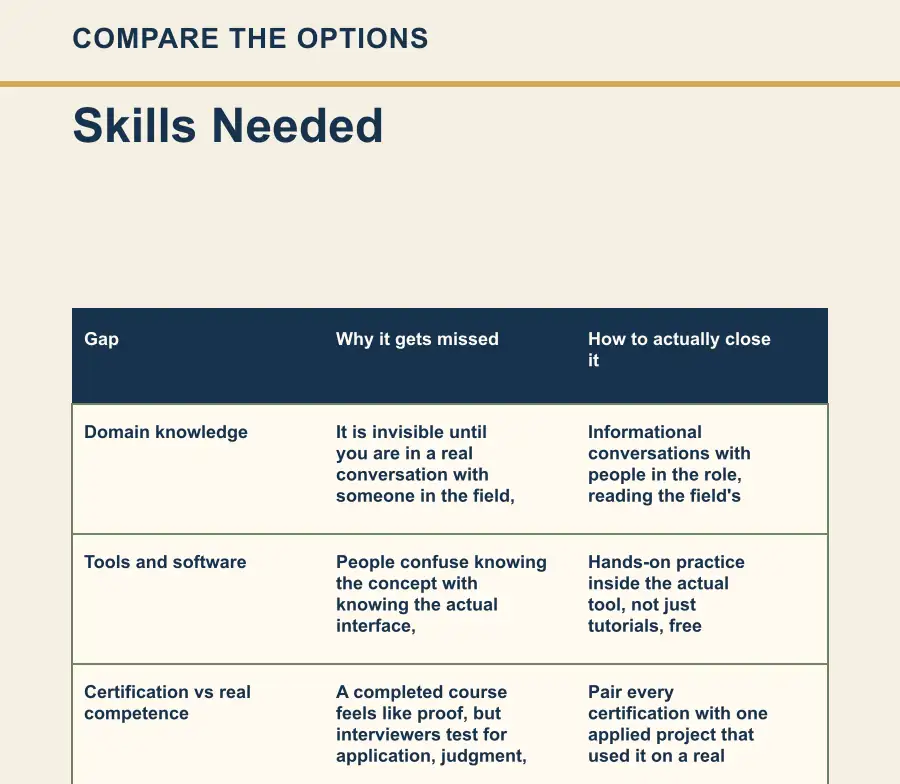 COMPARE THE OPTIONS
Skills Needed
Gap
Why it gets missed
How to actually close
it
Domain knowledge
It is invisible until
you are in a real
conversation with
someone in the field,
Informational
conversations with
people in the role,
reading the field's
Tools and software
People confuse knowing
the concept with
knowing the actual
interface,
Hands-on practice
inside the actual
tool, not just
tutorials, free
Certification vs real
competence
A completed course
feels like proof, but
interviewers test for
application, judgment,
Pair every
certification with one
applied project that
used it on a real